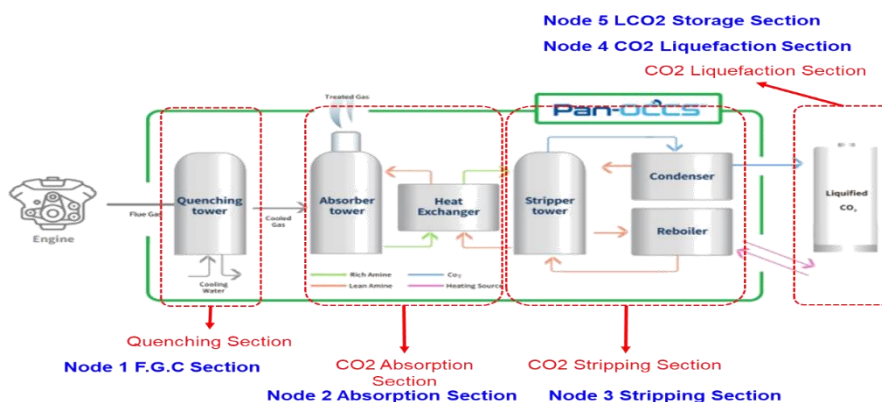 Node 5 LCO2 Storage Section
Node 4 CO2 Liquefaction Section
CO2 Liquefaction Section
Treated Gas
Pan-OCCS
Quenching
tower
Absorber
tower
Heat
Exchanger
Stripper
tower
Condenser
Reboiler
Liquified
CO₂
Engine
Flue Gas
Cooled
Gas
Cooling
Water
Rich Amine
Co₂
Lean Amine
Heating Source
Quenching Section
Node 1 F.G.C Section
CO2 Absorption
Section
Node 2 Absorption Section
CO2 Stripping Section
Node 3 Stripping Section